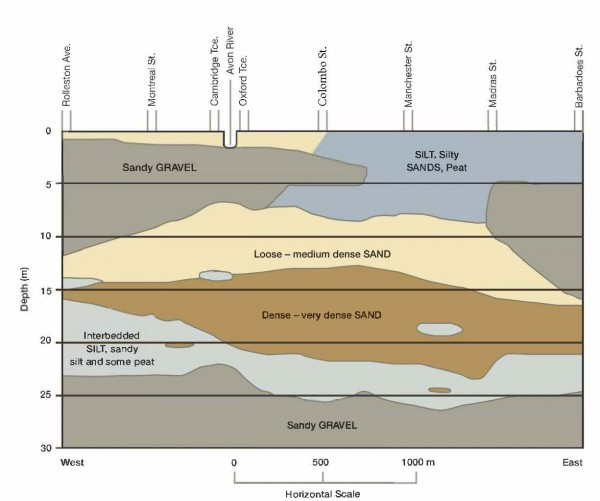 Rolleston Ave.
Montreal St.
Cambridge Tce.
Avon River
Oxford Tce.
Colombo St.
Manchester St.
Madras St.
Barbadoes St.
0
5
10
15
20
25
30
Depth (m)
Sandy GRAVEL
SILT, Silty
SANDS, Peat
Loose – medium dense SAND
Dense – very dense SAND
Interbedded
SILT, sandy
silt and some peat
Sandy GRAVEL
West
0
500
1000 m
East
Horizontal Scale